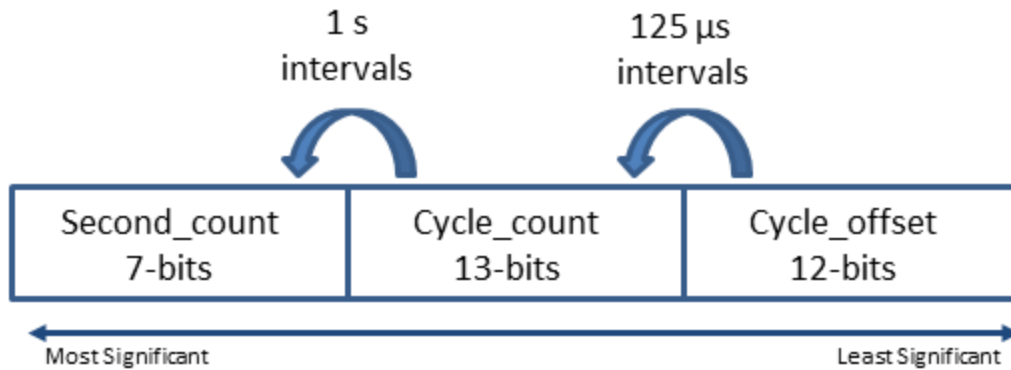 1 s
intervals
125 µs
intervals
Second_count
7-bits
Cycle_count
13-bits
Cycle_offset
12-bits
Most Significant
Least Significant